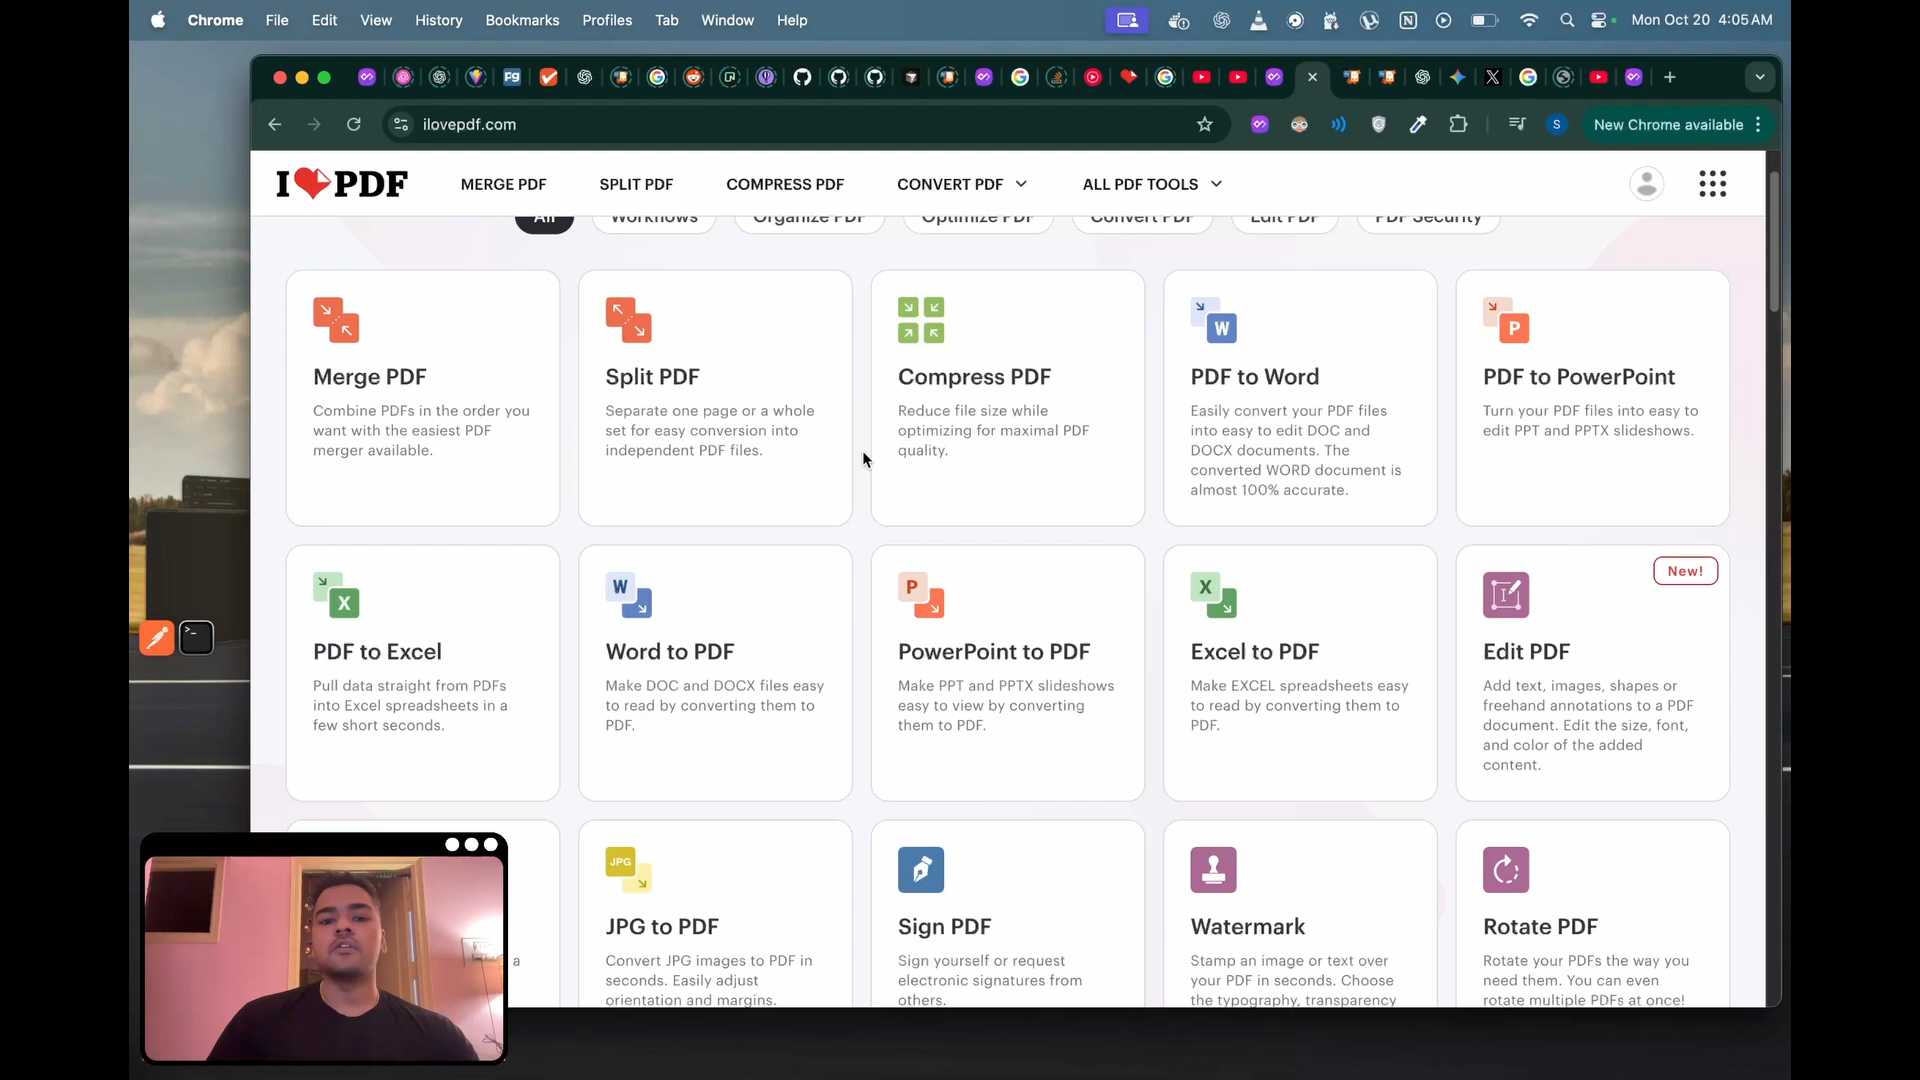 Chrome File Edit View History Bookmarks Profiles Tab Window Help Mon Oct 20 4:05 AM
ilovepdf.com New Chrome available
I PDF MERGE PDF SPLIT PDF COMPRESS PDF CONVERT PDF ALL PDF TOOLS
All Workflows Organize PDF Optimize PDF Convert PDF Edit PDF PDF Security
Merge PDF
Combine PDFs in the order you
want with the easiest PDF
merger available.
Split PDF
Separate one page or a whole
set for easy conversion into
independent PDF files.
Compress PDF
Reduce file size while
optimizing for maximal PDF
quality.
W
PDF to Word
Easily convert your PDF files
into easy to edit DOC and
DOCX documents. The
converted WORD document is
almost 100% accurate.
P
PDF to PowerPoint
Turn your PDF files into easy to
edit PPT and PPTX slideshows.
X
PDF to Excel
Pull data straight from PDFs
into Excel spreadsheets in a
few short seconds.
W
Word to PDF
Make DOC and DOCX files easy
to read by converting them to
PDF.
P
PowerPoint to PDF
Make PPT and PPTX slideshows
easy to view by converting
them to PDF.
X
Excel to PDF
Make EXCEL spreadsheets easy
to read by converting them to
PDF.
New!
Edit PDF
Add text, images, shapes or
freehand annotations to a PDF
document. Edit the size, font,
and color of the added
content.
a
JPG
JPG to PDF
Convert JPG images to PDF in
seconds. Easily adjust
orientation and margins.
Sign PDF
Sign yourself or request
electronic signatures from
others.
Watermark
Stamp an image or text over
your PDF in seconds. Choose
the typography, transparency
Rotate PDF
Rotate your PDFs the way you
need them. You can even
rotate multiple PDFs at once!